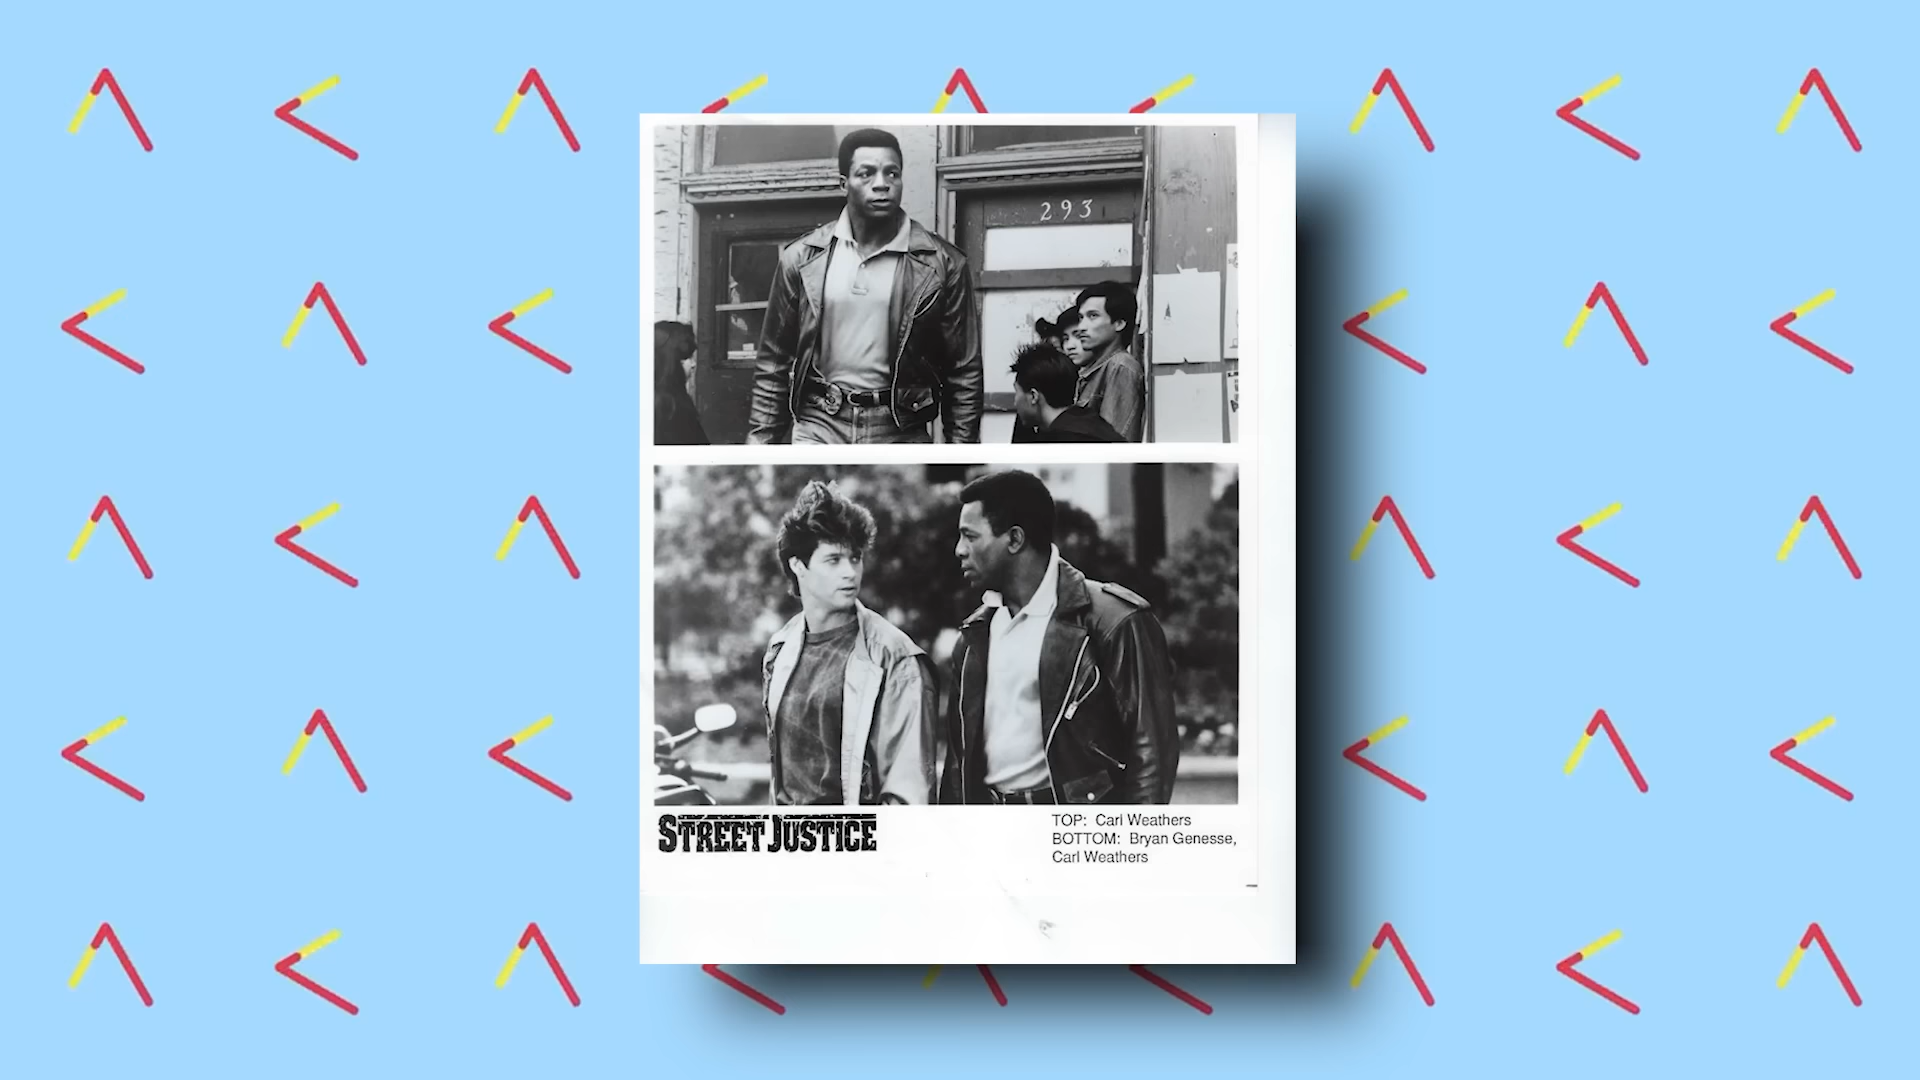 293
STREET JUSTICE
TOP: Carl Weathers
BOTTOM: Bryan Genesse,
Carl Weathers